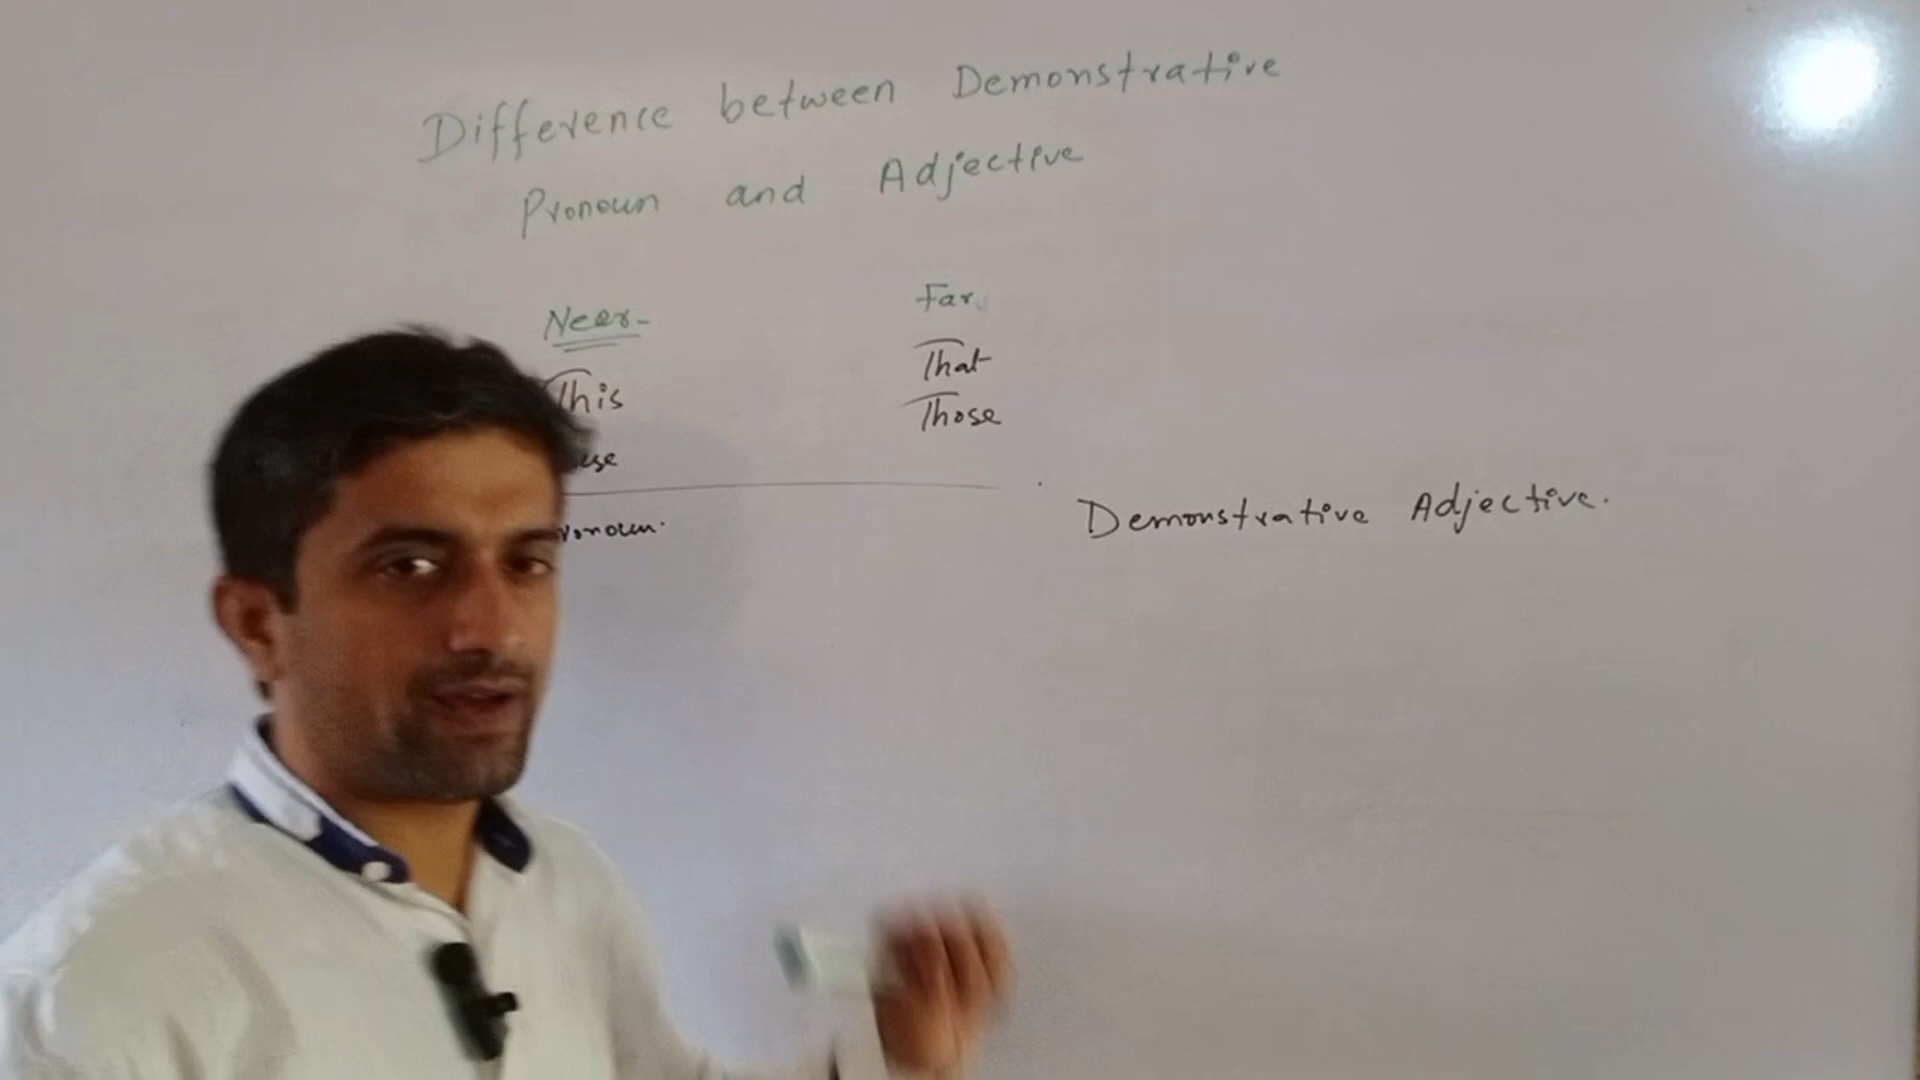 Difference between Demonstrative
Pronoun and Adjective
Near Far
This That
Those
Demonstrative Adjective.